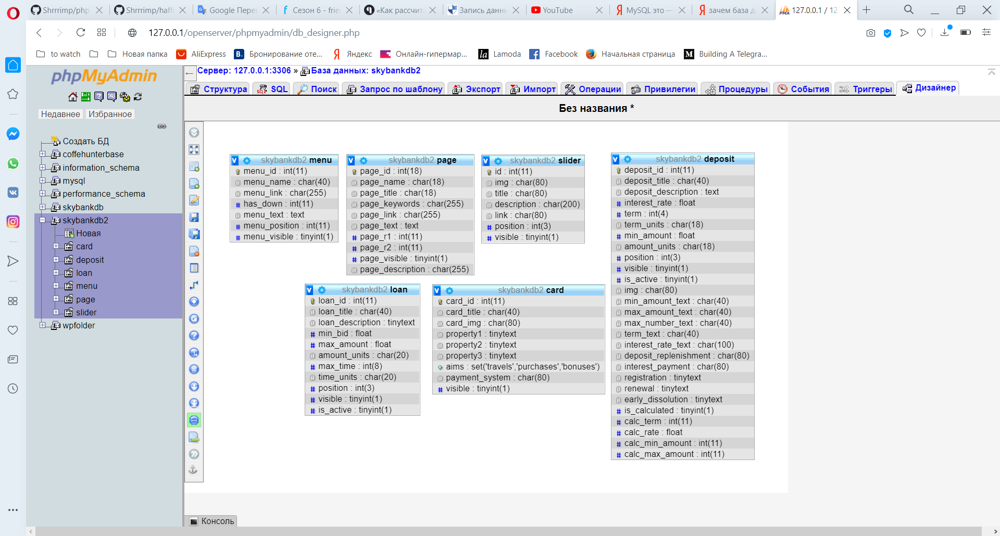 Shrrrimp/php
Shrrrimp/haff
Google Пере
Сезон 6 - frie
«Как рассчит
Запись данн
YouTube
MySQL это —
зачем база д
127.0.0.1 / 12
127.0.0.1/openserver/phpmyadmin/db_designer.php
to watch
Новая папка
AliExpress
Бронирование оте...
Яндекс
Онлайн-гипермар...
Lamoda
Facebook
Начальная страница
Building A Telegra...
phpMyAdmin
Недавнее
Избранное
Создать БД
coffehunterbase
information_schema
mysql
performance_schema
skybankdb
skybankdb2
Новая
card
deposit
loan
menu
page
slider
wpfolder
Сервер: 127.0.0.1:3306 » База данных: skybankdb2
Структура
SQL
Поиск
Запрос по шаблону
Экспорт
Импорт
Операции
Привилегии
Процедуры
События
Триггеры
Дизайнер
Без названия *
skybankdb2 menu
menu_id : int(11)
menu_name : char(40)
menu_link : char(255)
has_down : int(11)
menu_text : text
menu_position : int(11)
menu_visible : tinyint(1)
skybankdb2 page
page_id : int(18)
page_name : char(18)
page_title : char(18)
page_keywords : char(255)
page_link : char(255)
page_text : text
page_r1 : int(11)
page_r2 : int(11)
page_visible : tinyint(1)
page_description : char(255)
skybankdb2 slider
id : int(11)
img : char(80)
title : char(80)
description : char(200)
link : char(80)
position : int(3)
visible : tinyint(1)
skybankdb2 deposit
deposit_id : int(11)
deposit_title : char(40)
deposit_description : text
interest_rate : float
term : int(4)
term_units : char(18)
min_amount : float
amount_units : char(18)
position : int(3)
visible : tinyint(1)
is_active : tinyint(1)
img : char(80)
min_amount_text : char(40)
max_amount_text : char(40)
max_number_text : char(40)
term_text : char(40)
interest_rate_text : char(100)
deposit_replenishment : char(80)
interest_payment : char(80)
registration : tinytext
renewal : tinytext
early_dissolution : tinytext
is_calculated : tinyint(1)
calc_term : int(11)
calc_rate : float
calc_min_amount : int(11)
calc_max_amount : int(11)
skybankdb2 loan
loan_id : int(11)
loan_title : char(40)
loan_description : tinytext
min_bid : float
max_amount : float
amount_units : char(20)
max_time : int(8)
time_units : char(20)
position : int(3)
visible : tinyint(1)
is_active : tinyint(1)
skybankdb2 card
card_id : int(11)
card_title : char(40)
card_img : char(80)
property1 : tinytext
property2 : tinytext
property3 : tinytext
aims : set('travels','purchases','bonuses')
payment_system : char(80)
visible : tinyint(1)
Консоль